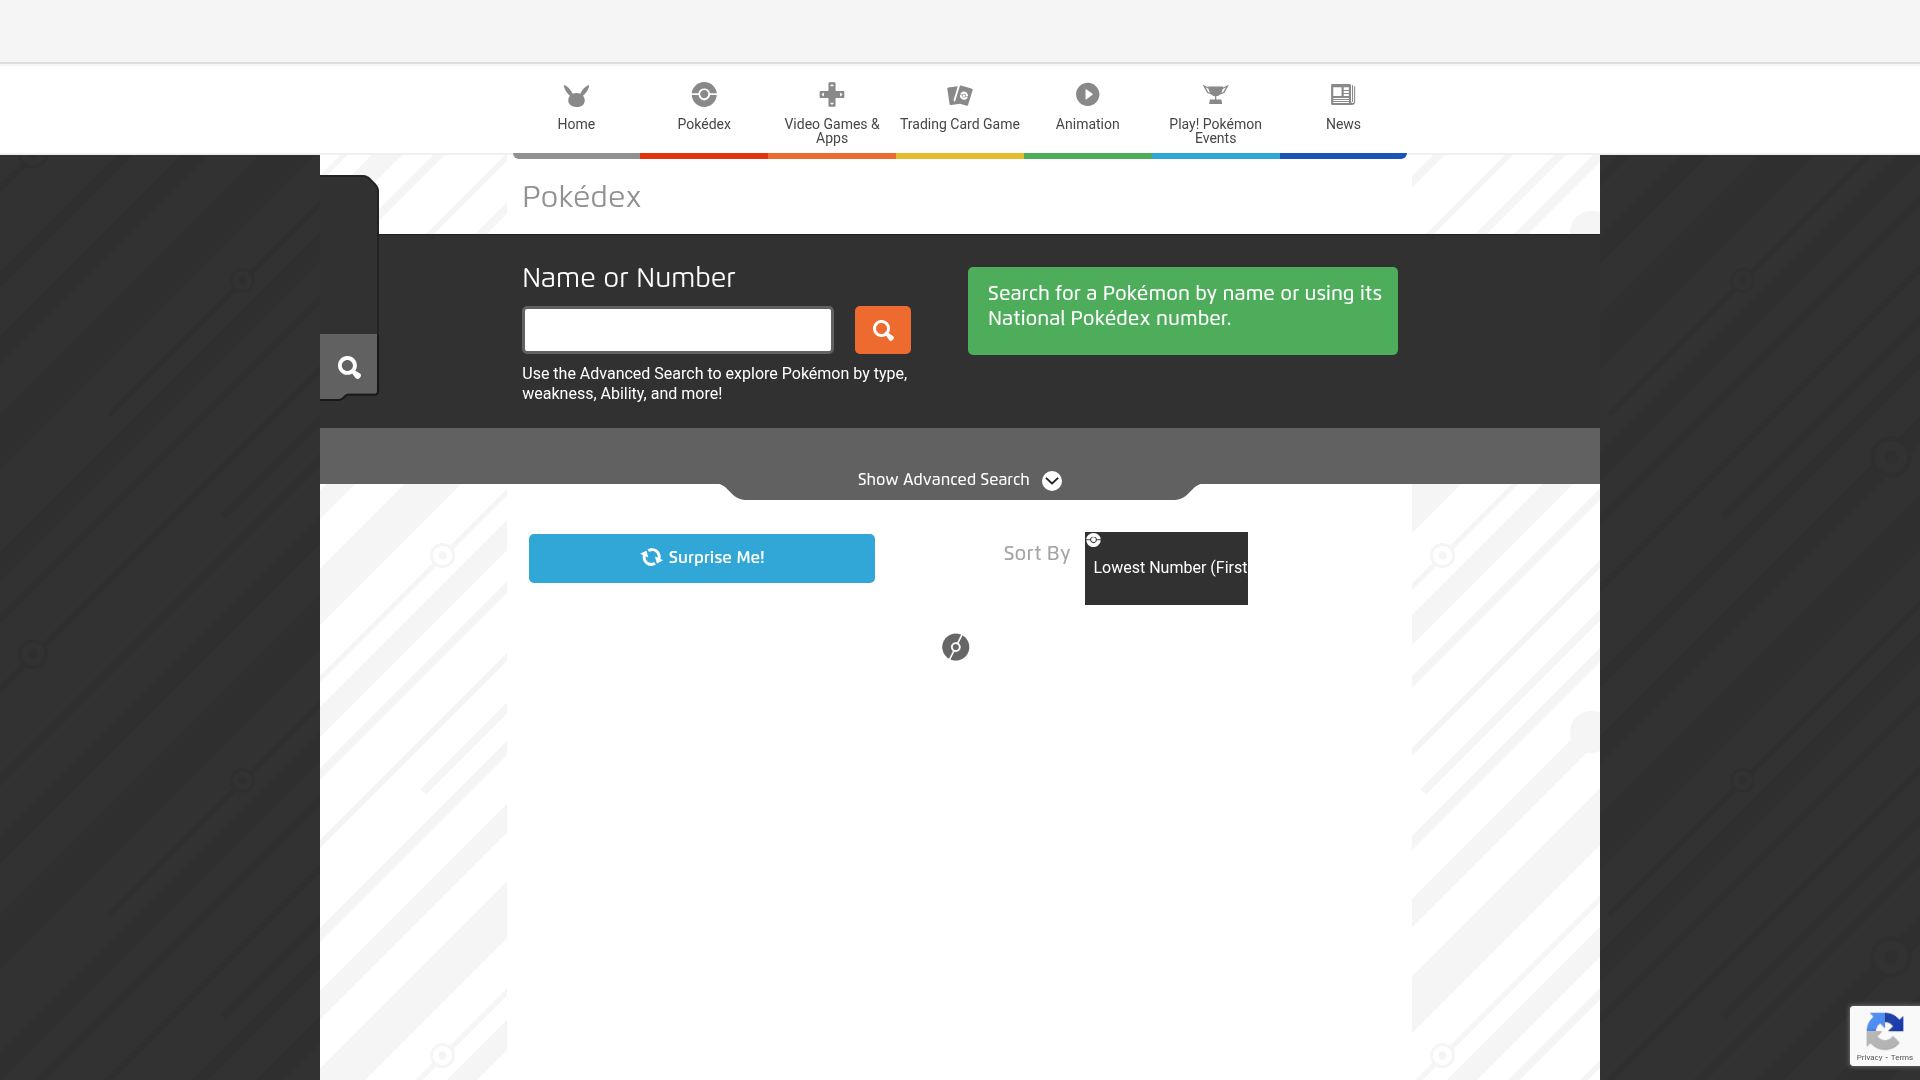 Home
Pokédex
Video Games &
Apps
Trading Card Game
Animation
Play! Pokémon
Events
News
Pokédex
Name or Number
Search for a Pokémon by name or using its
National Pokédex number.
Use the Advanced Search to explore Pokémon by type,
weakness, Ability, and more!
Show Advanced Search
Surprise Me!
Sort By
Lowest Number (First
Privacy - Terms